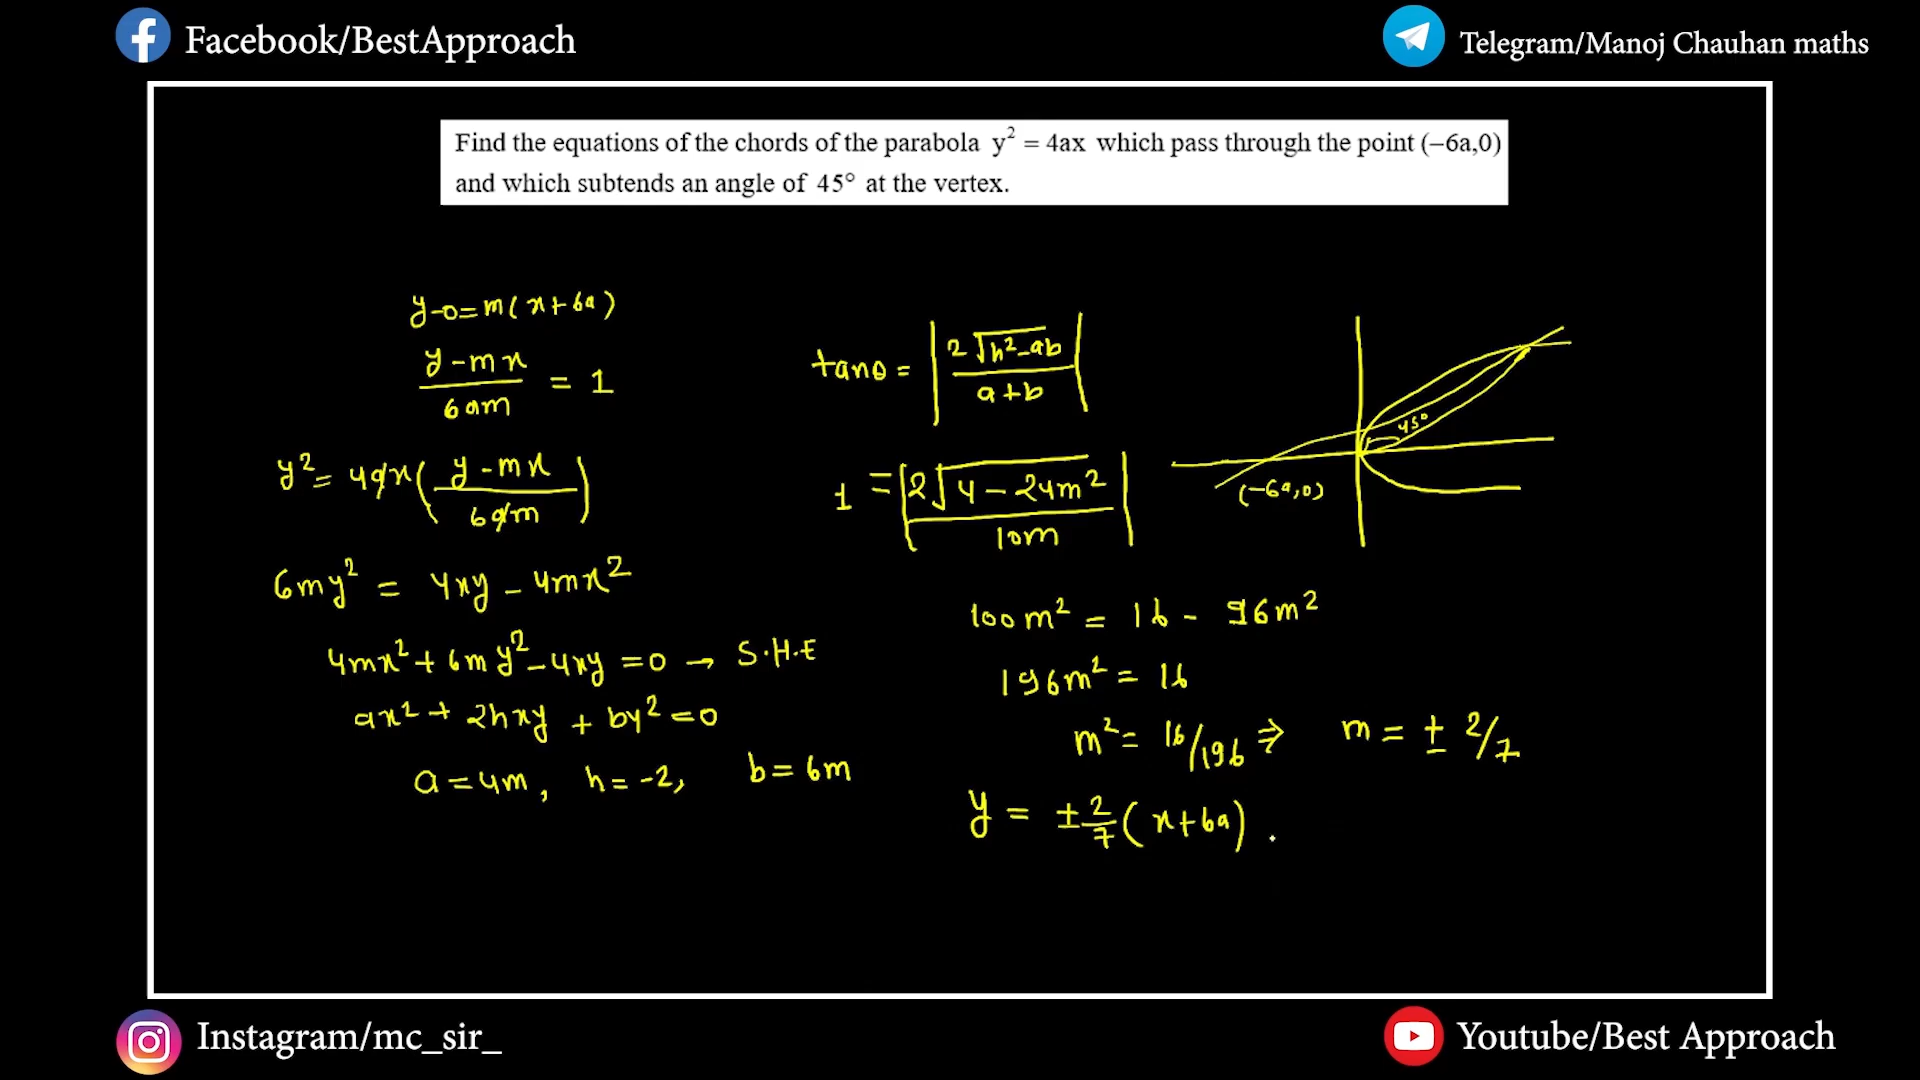 Facebook/BestApproach
Telegram/Manoj Chauhan maths
Find the equations of the chords of the parabola y² = 4ax which pass through the point (−6a,0)
and which subtends an angle of 45° at the vertex.
y-0=m(x+6a)
(y-mx)/(6am) = 1
y² = 4ax((y-mx)/(6am))
6my² = 4xy - 4mx²
4mx² + 6my² - 4xy = 0 → S.H.E
ax² + 2hxy + by² = 0
a = 4m, h = -2, b = 6m
tanθ = |2√(h²-ab)/(a+b)|
1 = |2√(4-24m²)/(10m)|
100m² = 16 - 96m²
196m² = 16
m² = 16/196 ⇒ m = ± 2/7
y = ±2/7(x+6a).
45°
(-6a,0)
Instagram/mc_sir_
Youtube/Best Approach